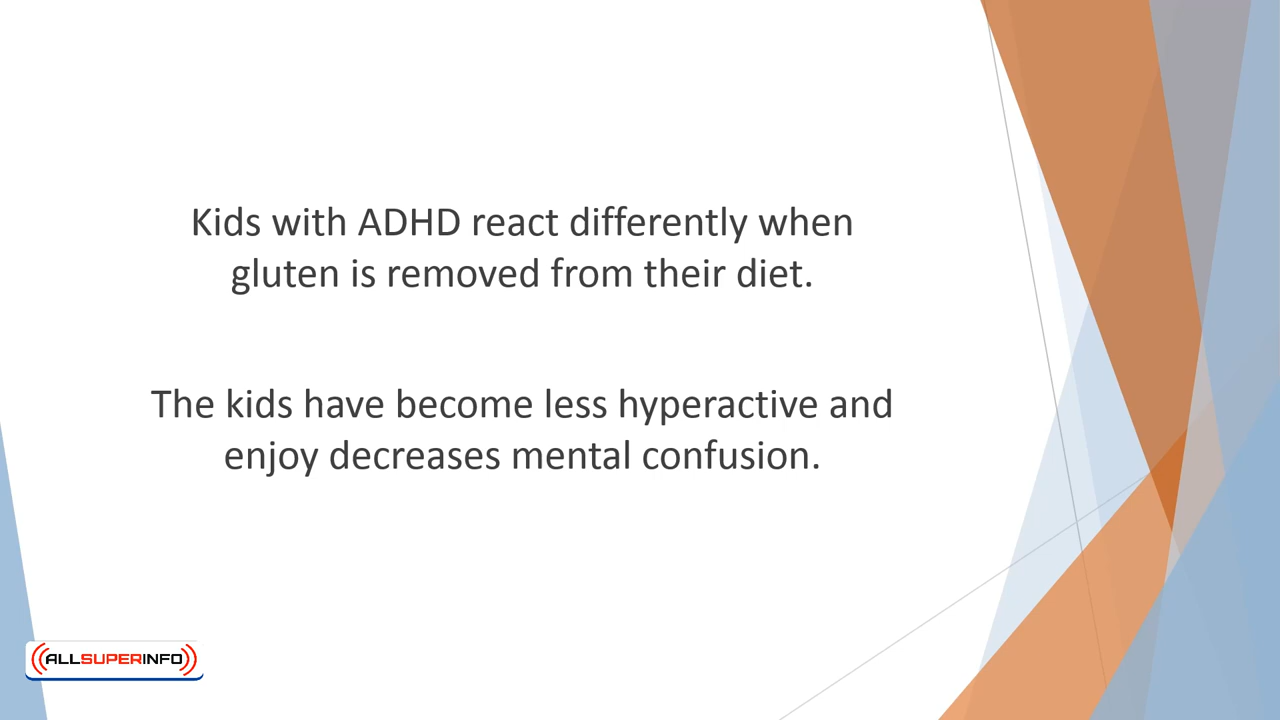 Kids with ADHD react differently when
gluten is removed from their diet.
The kids have become less hyperactive and
enjoy decreases mental confusion.
ALLSUPERINFO